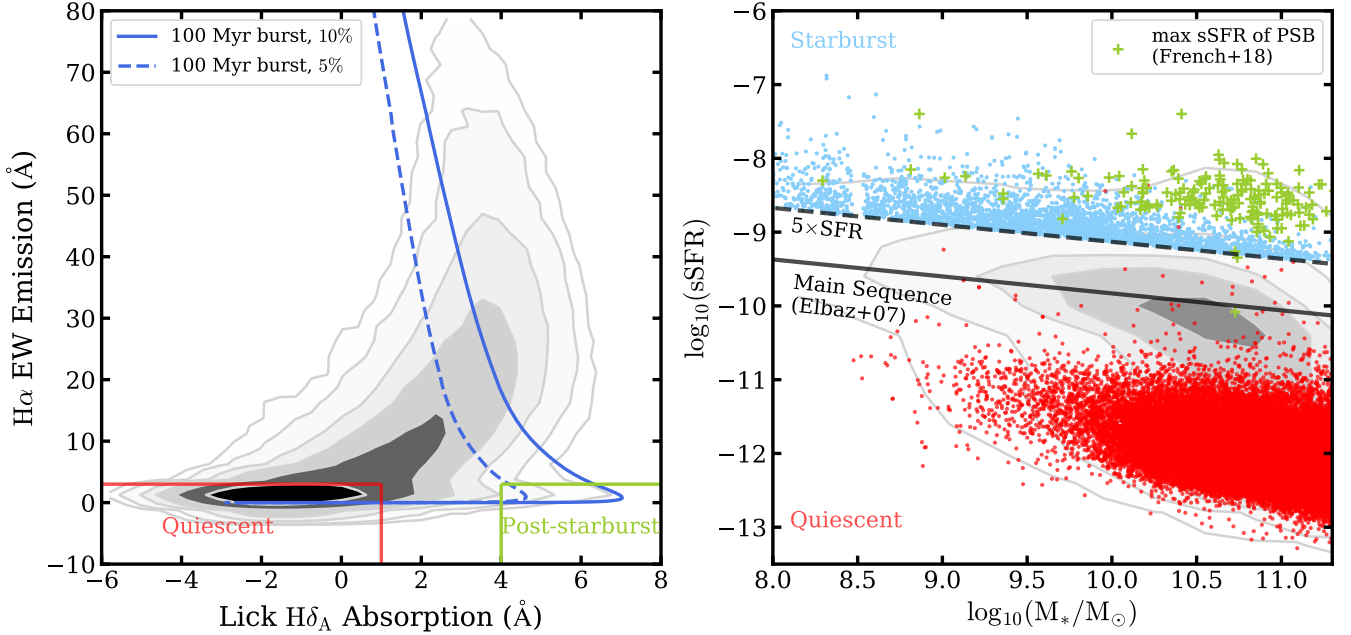 80
70
60
50
40
30
20
10
0
−10
−6
−4
−2
0
2
4
6
8
Hα EW Emission (Å)
Lick Hδ_A Absorption (Å)
100 Myr burst, 10%
100 Myr burst, 5%
Quiescent
Post-starburst
−6
−7
−8
−9
−10
−11
−12
−13
8.0
8.5
9.0
9.5
10.0
10.5
11.0
log₁₀(sSFR)
log₁₀(M_*/M_⊙)
Starburst
max sSFR of PSB
(French+18)
5×SFR
Main Sequence
(Elbaz+07)
Quiescent